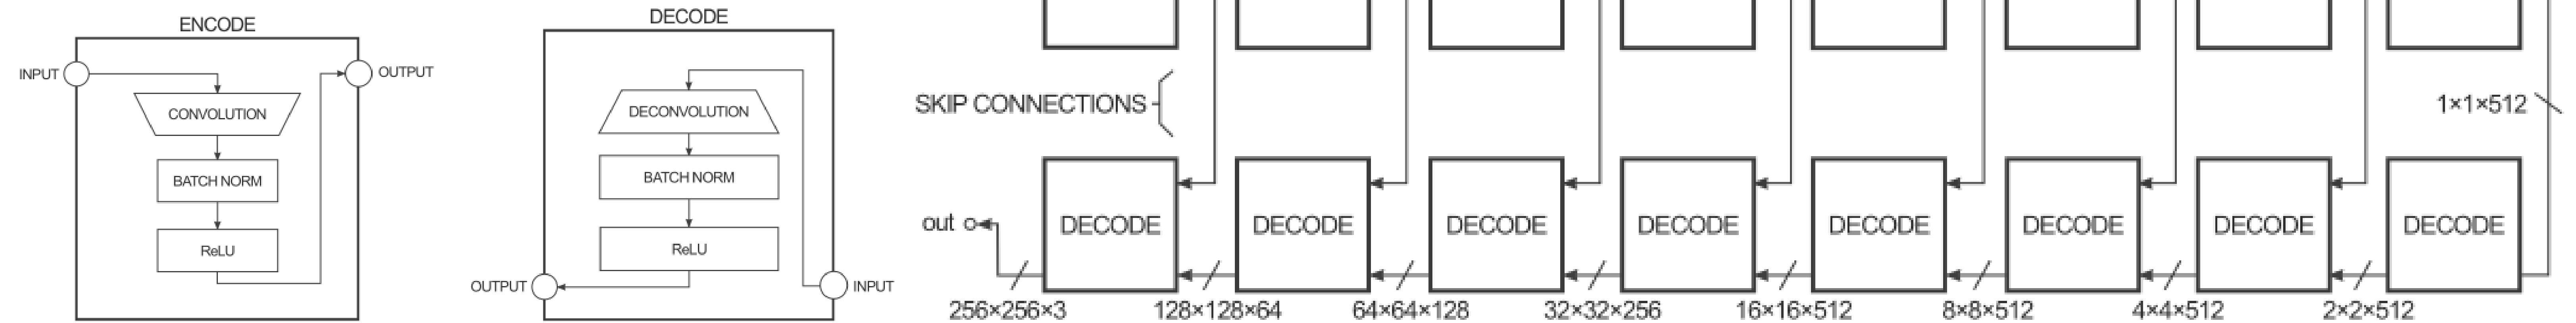 ENCODE
INPUT
OUTPUT
CONVOLUTION
BATCH NORM
ReLU
DECODE
DECONVOLUTION
BATCH NORM
ReLU
OUTPUT
INPUT
SKIP CONNECTIONS
1×1×512
out
DECODE
DECODE
DECODE
DECODE
DECODE
DECODE
DECODE
DECODE
256×256×3
128×128×64
64×64×128
32×32×256
16×16×512
8×8×512
4×4×512
2×2×512